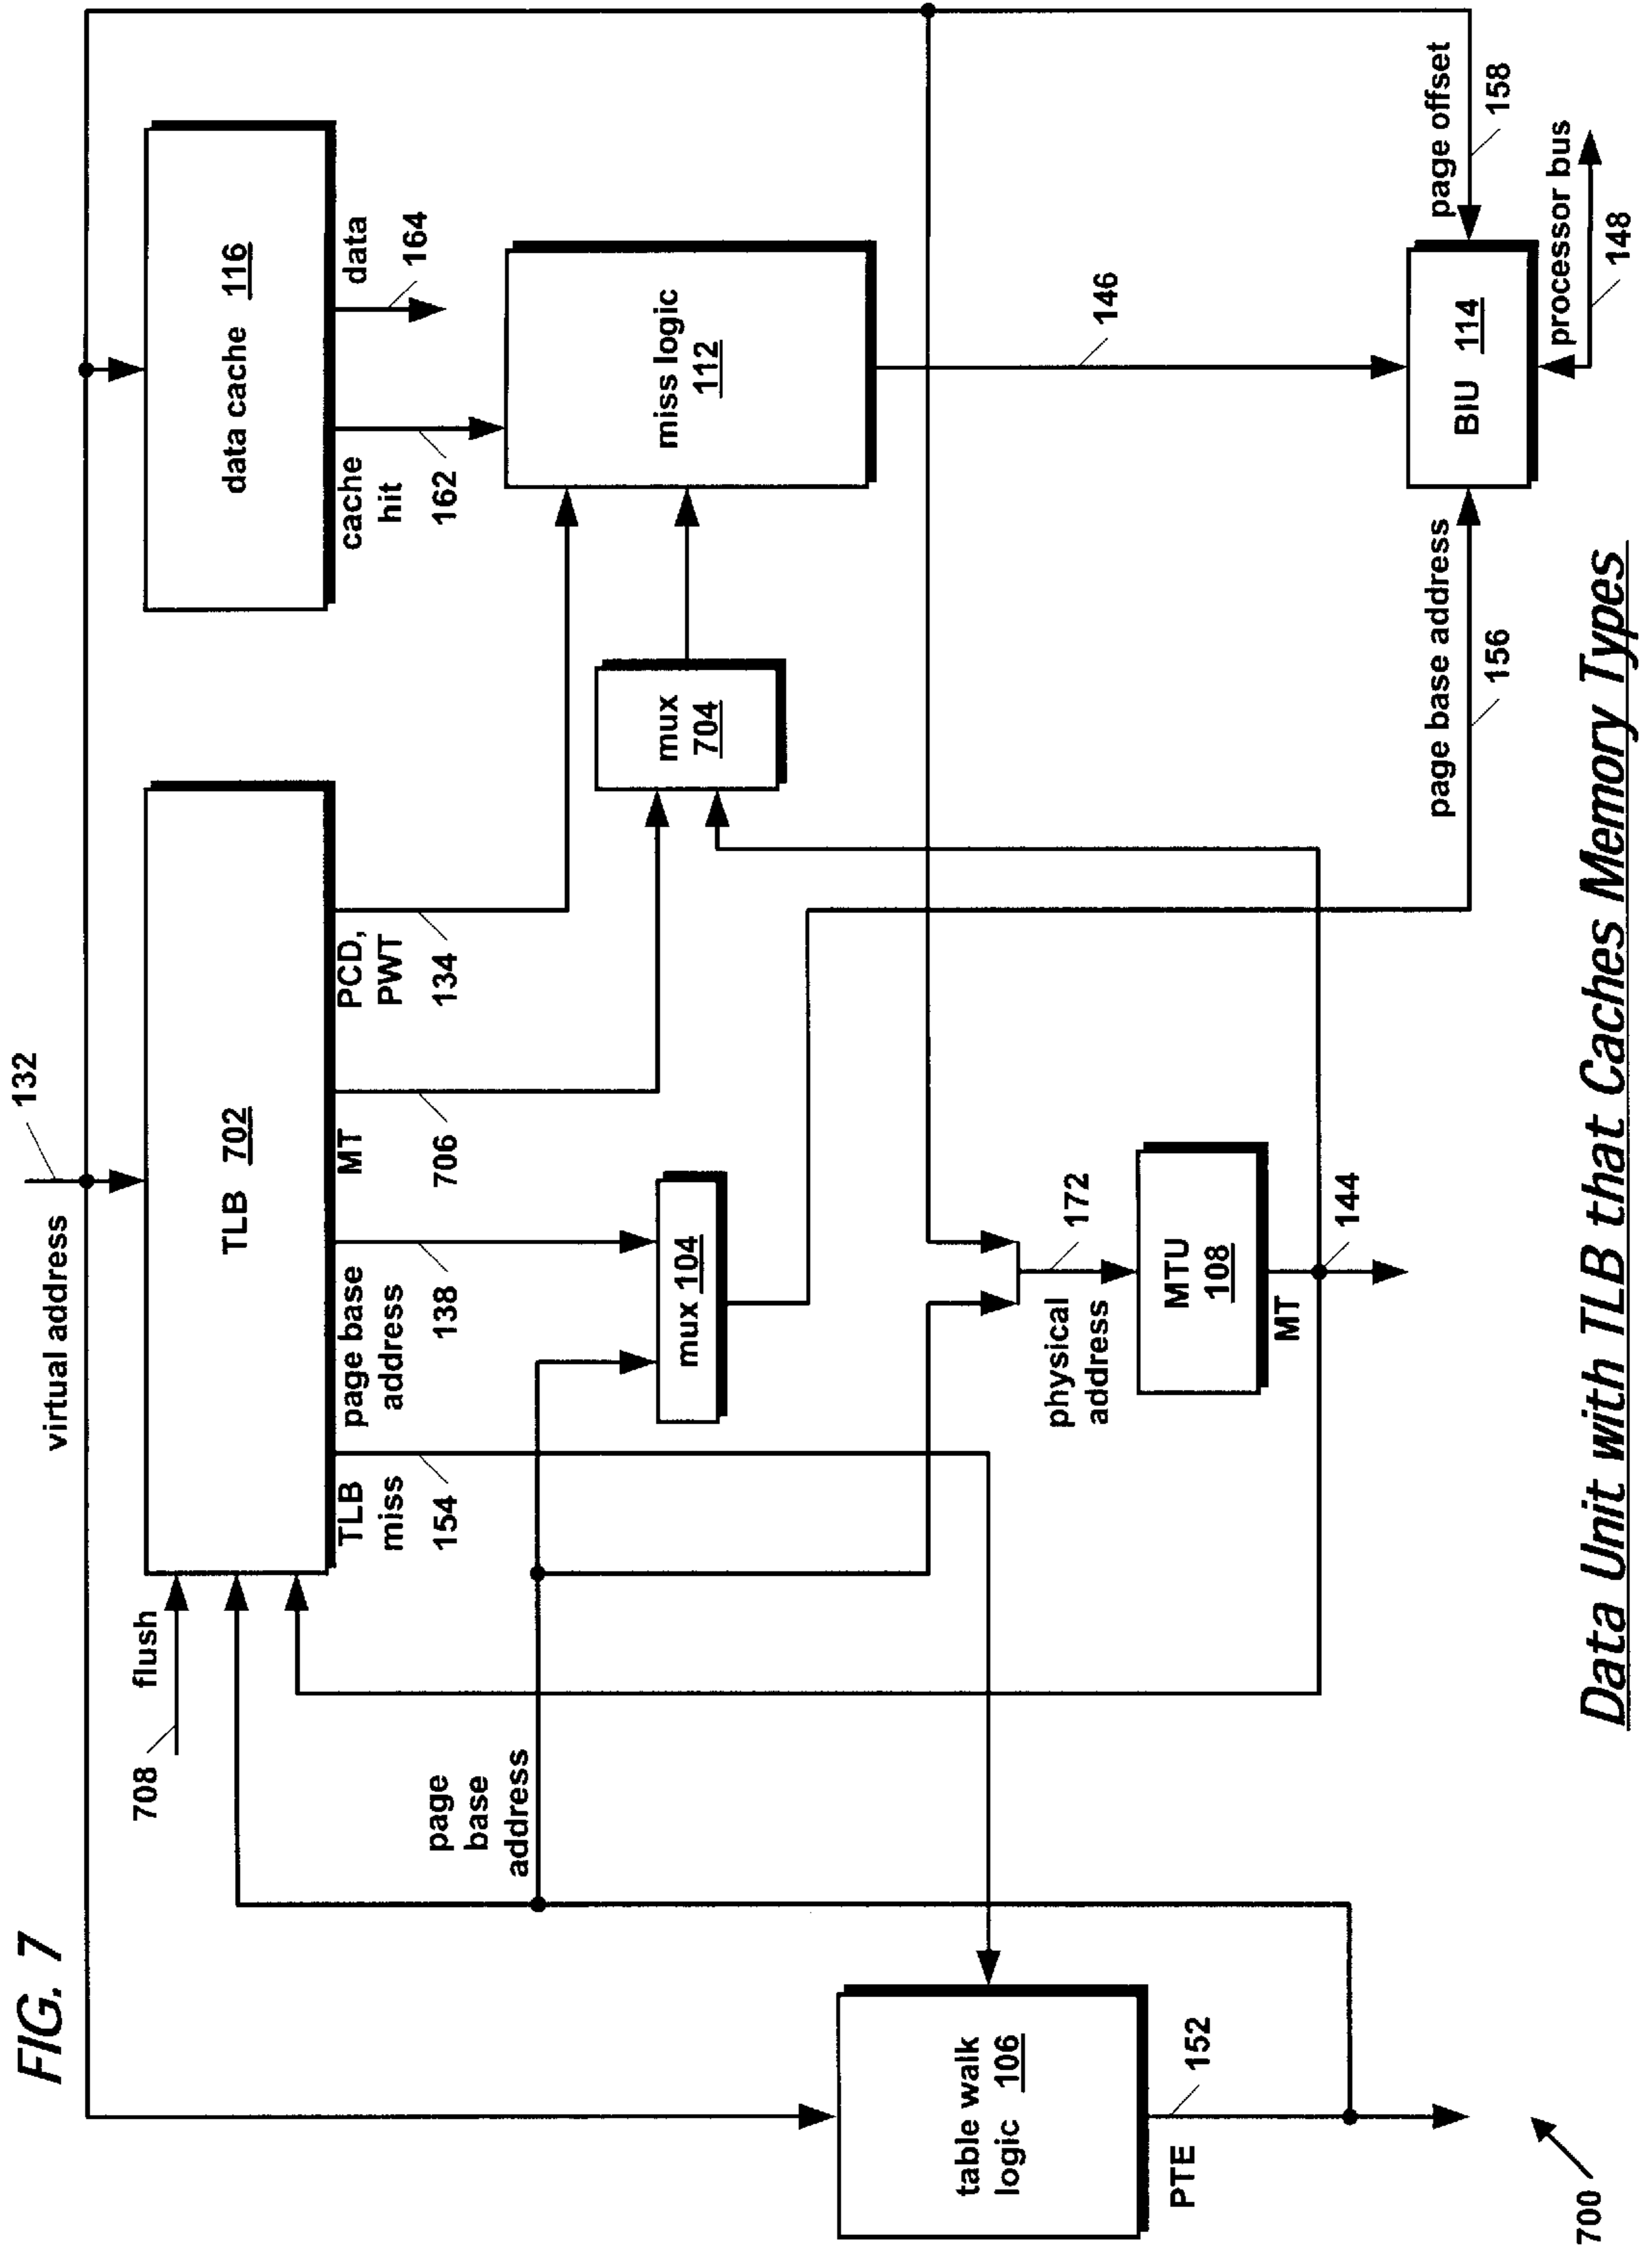 FIG. 7
132
virtual address
708
flush
TLB 702
data cache 116
TLB
miss
154
page base
address
138
MT
706
PCD,
PWT
134
cache
hit
162
data
164
page
base
address
mux 104
mux
704
miss logic
112
table walk
logic 106
PTE
152
physical
address
172
MTU
108
MT
144
146
page base address
156
BIU 114
page offset
158
processor bus
148
700
Data Unit with TLB that Caches Memory Types